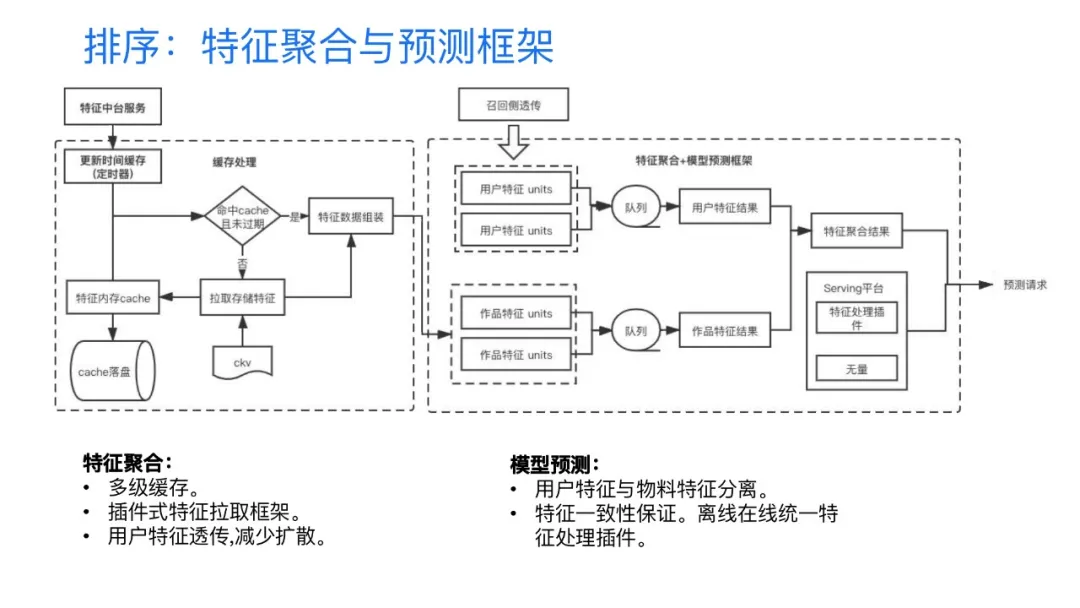 排序：特征聚合与预测框架
特征中台服务
更新时间缓存
(定时器)
缓存处理
命中cache
且未过期
是
否
特征数据组装
特征内存cache
拉取存储特征
cache落盘
ckv
召回侧透传
特征聚合+模型预测框架
用户特征 units
用户特征 units
队列
用户特征结果
作品特征 units
作品特征 units
队列
作品特征结果
特征聚合结果
Serving平台
特征处理插
件
无量
预测请求
特征聚合：
• 多级缓存。
• 插件式特征拉取框架。
• 用户特征透传,减少扩散。
模型预测：
• 用户特征与物料特征分离。
• 特征一致性保证。离线在线统一特
征处理插件。